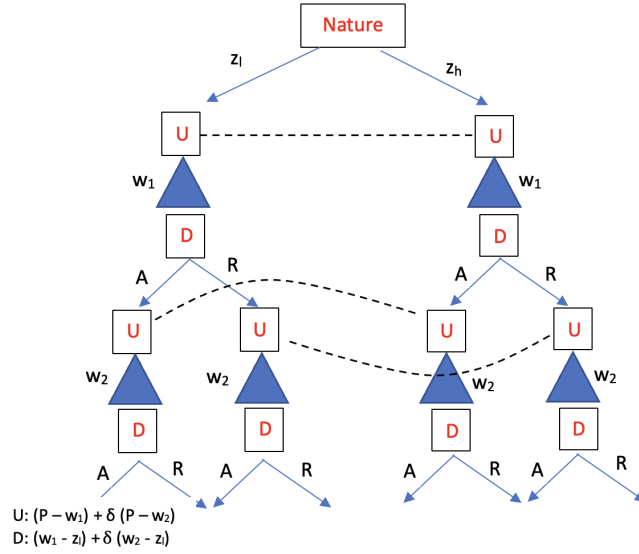 Nature
zₗ zₕ
U U
w₁ w₁
D D
A R A R
U U U U
w₂ w₂ w₂ w₂
D D D D
A R A R A R A R
U: (P – w₁) + δ (P – w₂)
D: (w₁ - zₗ) + δ (w₂ - zₗ)